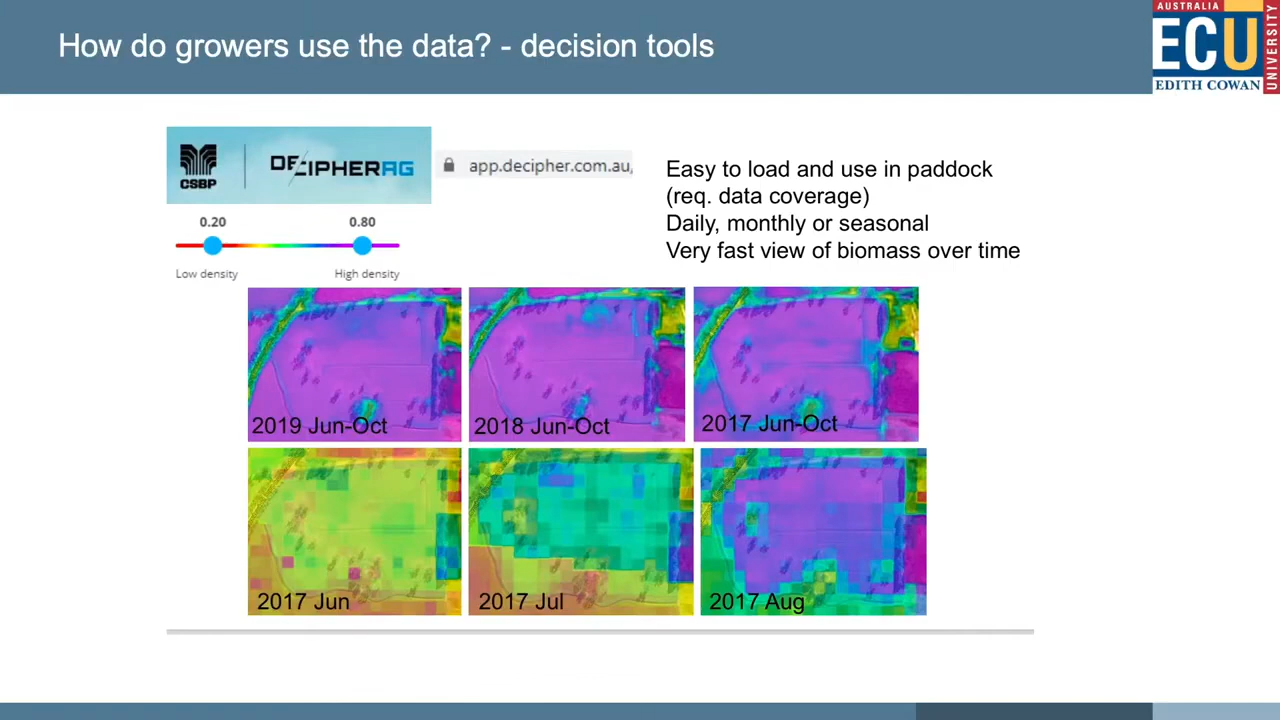 How do growers use the data? - decision tools
AUSTRALIA
ECU
EDITH COWAN
UNIVERSITY
CSBP
DECIPHERAG
app.decipher.com.au,
0.20 0.80
Low density High density
Easy to load and use in paddock
(req. data coverage)
Daily, monthly or seasonal
Very fast view of biomass over time
2019 Jun-Oct
2018 Jun-Oct
2017 Jun-Oct
2017 Jun
2017 Jul
2017 Aug